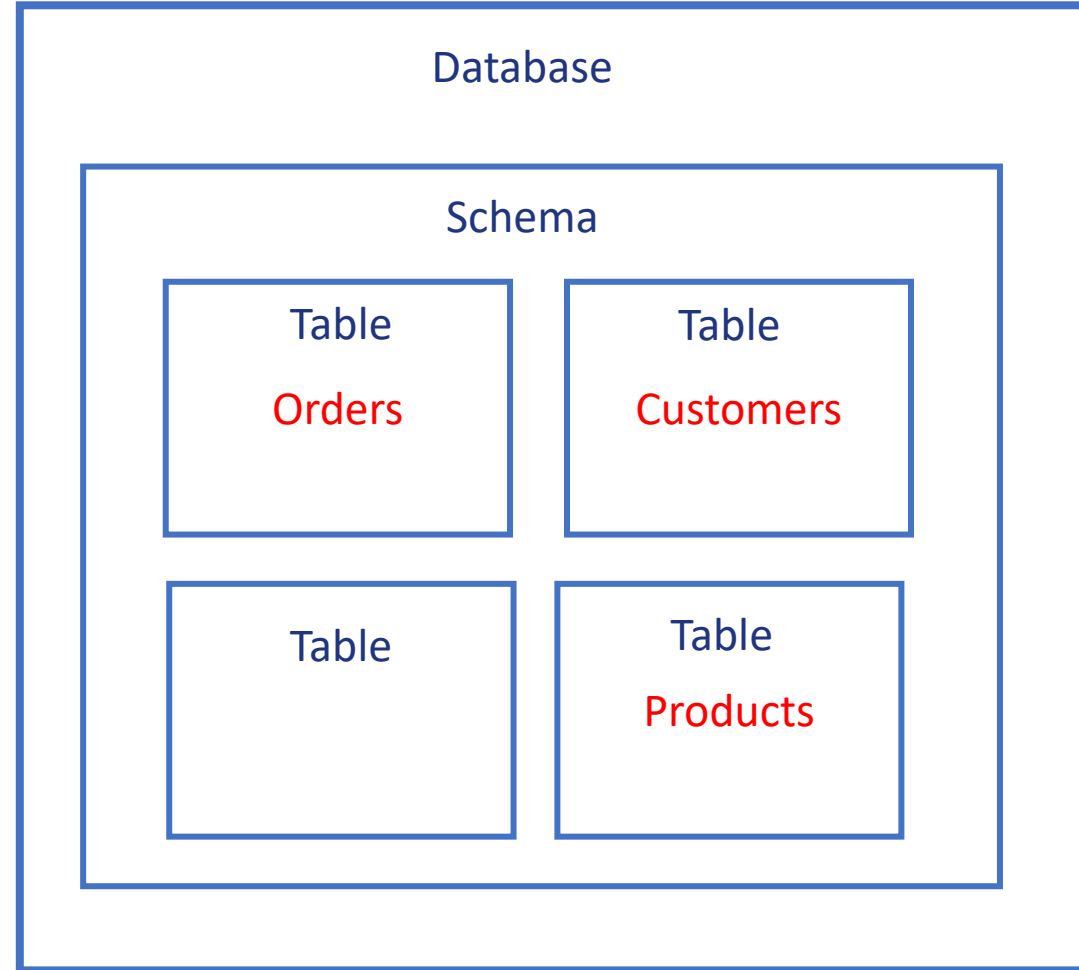 Database
Schema
Table
Orders
Table
Customers
Table
Table
Products